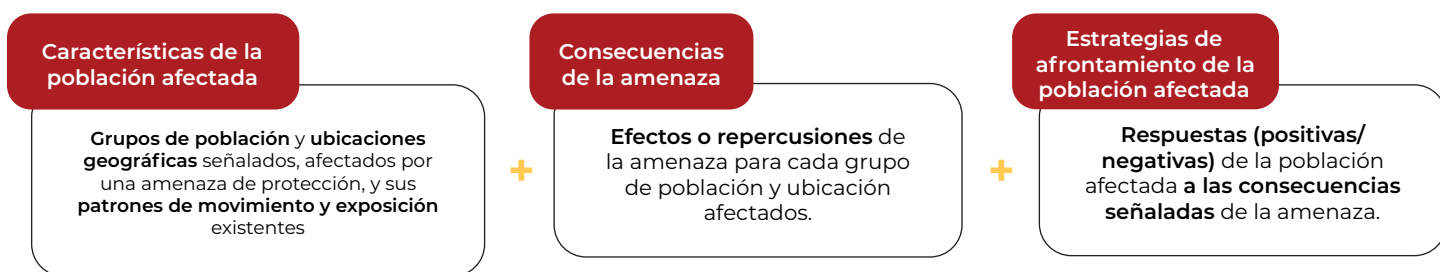 Características de la
población afectada
Grupos de población y ubicaciones
geográficas señalados, afectados por
una amenaza de protección, y sus
patrones de movimiento y exposición
existentes
+
Consecuencias
de la amenaza
Efectos o repercusiones de
la amenaza para cada grupo
de población y ubicación
afectados.
+
Estrategias de
afrontamiento de la
población afectada
Respuestas (positivas/
negativas) de la población
afectada a las consecuencias
señaladas de la amenaza.